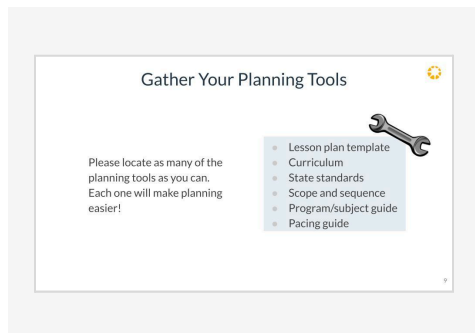 Gather Your Planning Tools
Please locate as many of the
planning tools as you can.
Each one will make planning
easier!
Lesson plan template
Curriculum
State standards
Scope and sequence
Program/subject guide
Pacing guide
9